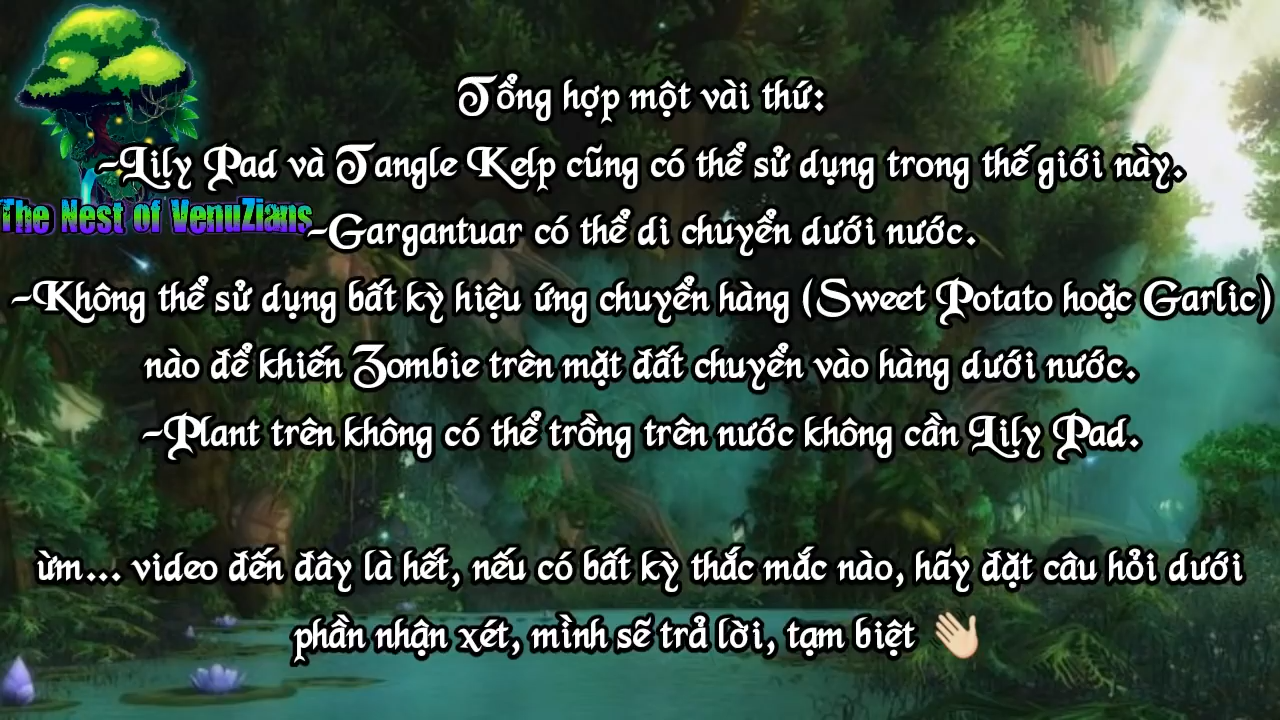 Tổng hợp một vài thứ:
-Lily Pad và Tangle Kelp cũng có thể sử dụng trong thế giới này.
The Nest of VenuZians
-Gargantuar có thể di chuyển dưới nước.
-Không thể sử dụng bất kỳ hiệu ứng chuyển hàng (Sweet Potato hoặc Garlic)
nào để khiến Zombie trên mặt đất chuyển vào hàng dưới nước.
-Plant trên không có thể trồng trên nước không cần Lily Pad.
ừm... video đến đây là hết, nếu có bất kỳ thắc mắc nào, hãy đặt câu hỏi dưới
phần nhận xét, mình sẽ trả lời, tạm biệt 👋🏻